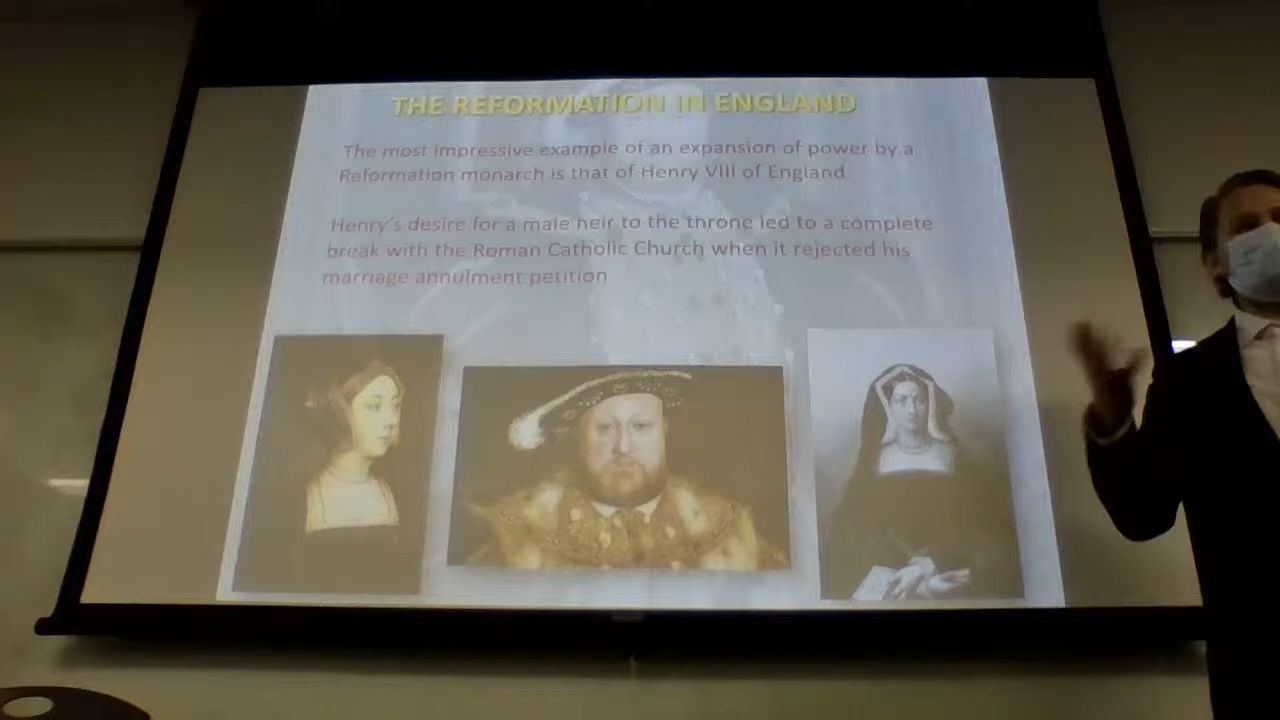 THE REFORMATION IN ENGLAND
The most impressive example of an expansion of power by a
Reformation monarch is that of Henry VIII of England
Henry's desire for a male heir to the throne led to a complete
break with the Roman Catholic Church when it rejected his
marriage annulment petition